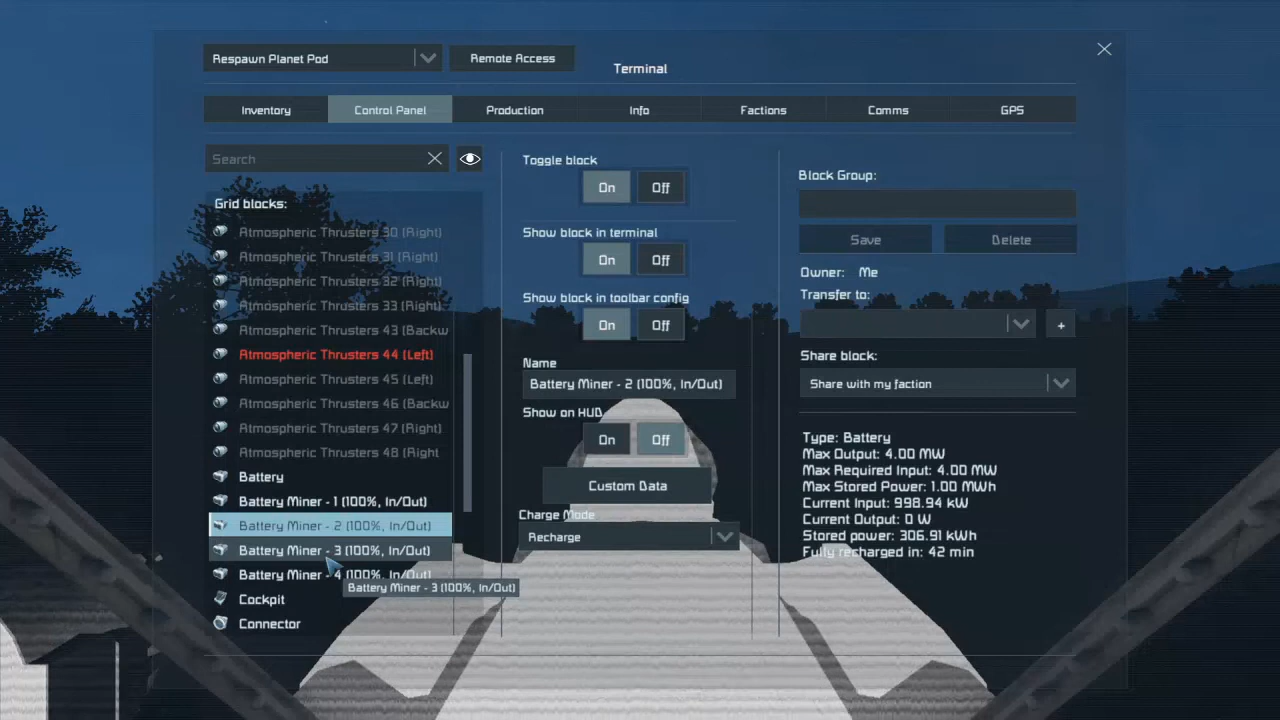 Respawn Planet Pod
Remote Access
Terminal
Inventory
Control Panel
Production
Info
Factions
Comms
GPS
Search
Grid blocks:
Atmospheric Thrusters 30 (Right)
Atmospheric Thrusters 31 (Right)
Atmospheric Thrusters 32 (Right)
Atmospheric Thrusters 33 (Right)
Atmospheric Thrusters 43 (Backw
Atmospheric Thrusters 44 (Left)
Atmospheric Thrusters 45 (Left)
Atmospheric Thrusters 46 (Backw
Atmospheric Thrusters 47 (Right)
Atmospheric Thrusters 48 (Right
Battery
Battery Miner - 1 (100%, In/Out)
Battery Miner - 2 (100%, In/Out)
Battery Miner - 3 (100%, In/Out)
Battery Miner - 4 (100%, In/Out)
Battery Miner - 3 (100%, In/Out)
Cockpit
Connector
Toggle block
On Off
Show block in terminal
On Off
Show block in toolbar config
On Off
Name
Battery Miner - 2 (100%, In/Out)
Show on HUD
On Off
Custom Data
Charge Mode
Recharge
Block Group:
Save
Delete
Owner: Me
Transfer to:
+
Share block:
Share with my faction
Type: Battery
Max Output: 4.00 MW
Max Required Input: 4.00 MW
Max Stored Power: 1.00 MWh
Current Input: 998.94 kW
Current Output: 0 W
Stored power: 306.91 kWh
Fully recharged in: 42 min